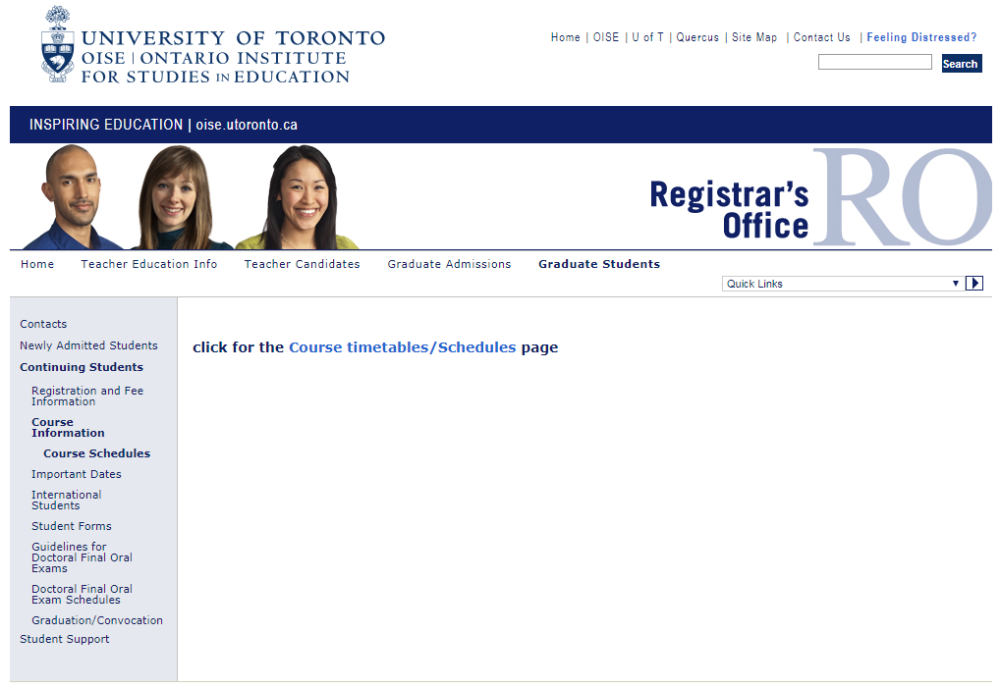 UNIVERSITY OF TORONTO
OISE | ONTARIO INSTITUTE
FOR STUDIES IN EDUCATION
Home | OISE | U of T | Quercus | Site Map | Contact Us | Feeling Distressed?
Search
INSPIRING EDUCATION | oise.utoronto.ca
Registrar's
Office
RO
Home Teacher Education Info Teacher Candidates Graduate Admissions Graduate Students
Quick Links
Contacts
Newly Admitted Students
Continuing Students
Registration and Fee
Information
Course
Information
Course Schedules
Important Dates
International
Students
Student Forms
Guidelines for
Doctoral Final Oral
Exams
Doctoral Final Oral
Exam Schedules
Graduation/Convocation
Student Support
click for the Course timetables/Schedules page